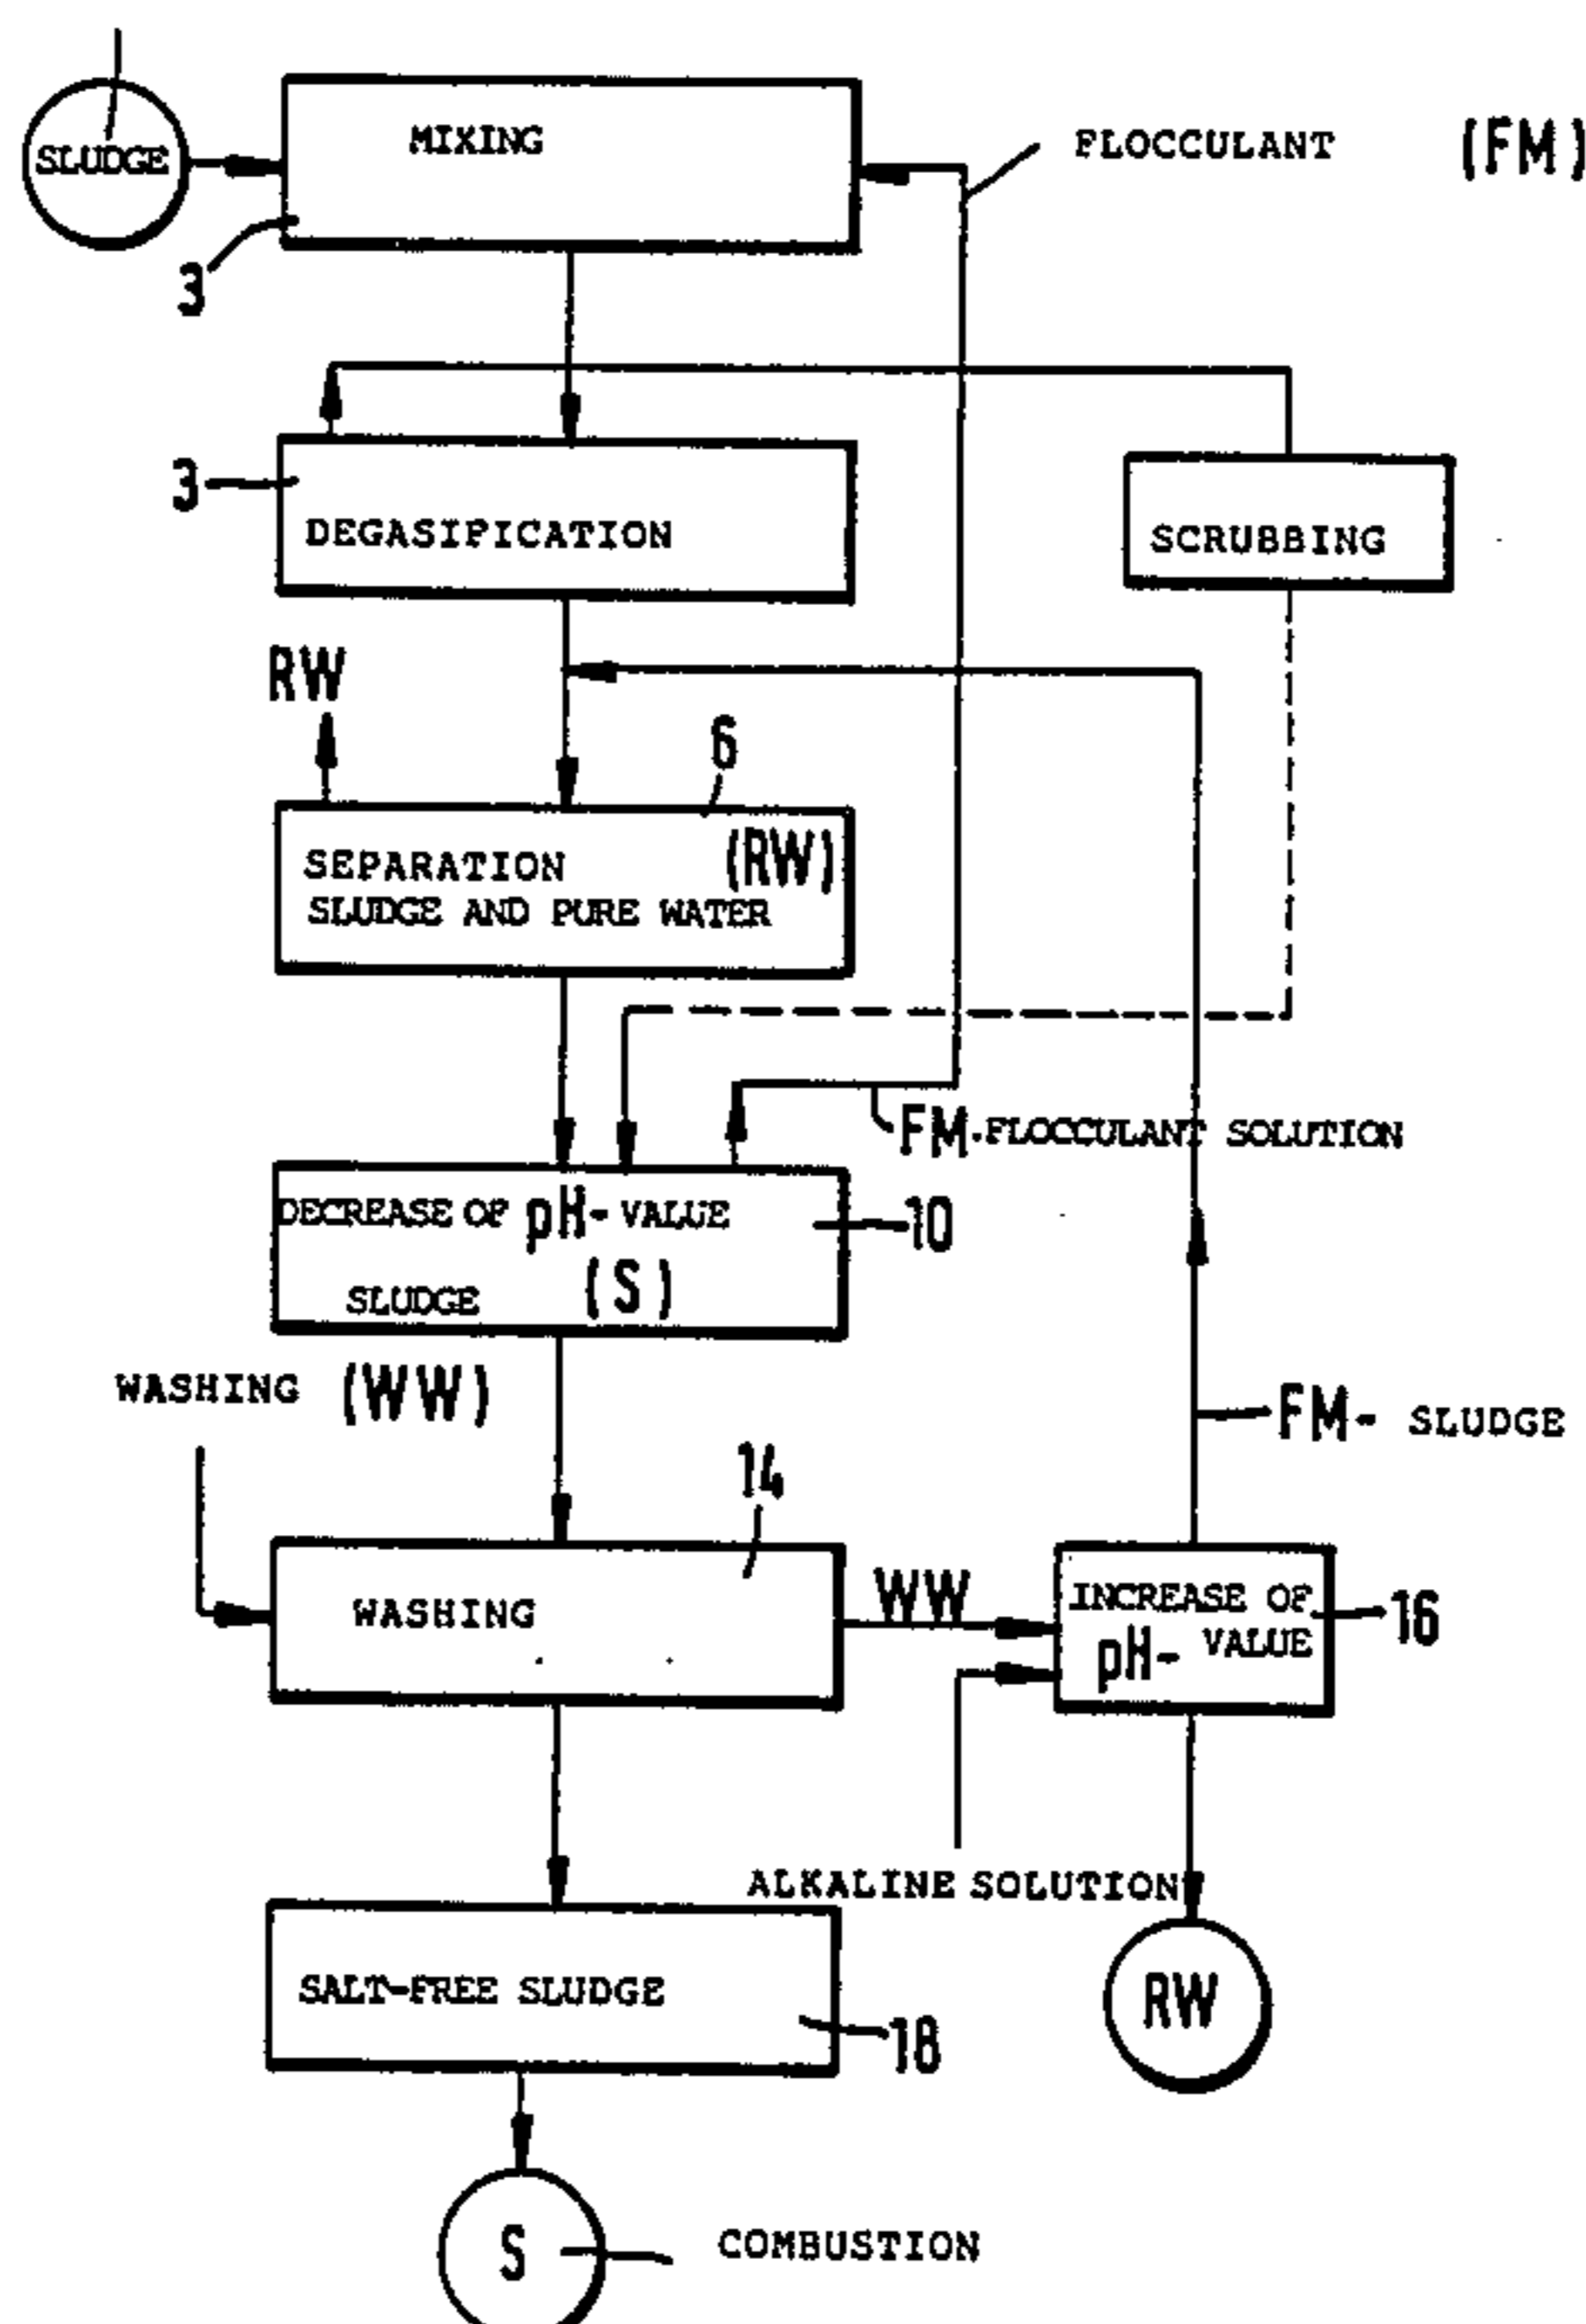 SLUDGE
MIXING
FLOCCULANT (FM)
3
3
DEGASIFICATION
SCRUBBING
RW
6
SEPARATION (RW)
SLUDGE AND PURE WATER
FM-FLOCCULANT SOLUTION
DECREASE OF pH- VALUE
10
SLUDGE (S)
WASHING (WW)
FM- SLUDGE
14
WASHING
WW
INCREASE OF
pH- VALUE
16
ALKALINE SOLUTION
SALT-FREE SLUDGE
18
RW
S
COMBUSTION